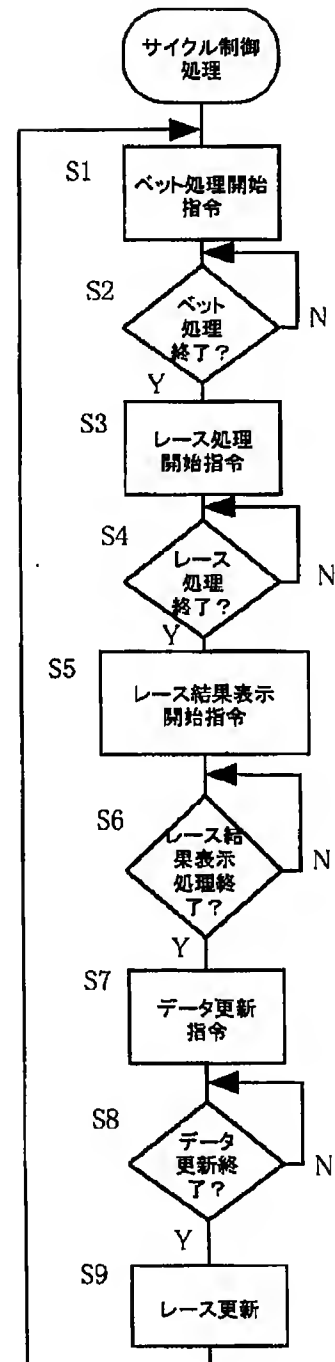 サイクル制御
処理
S1
ベット処理開始
指令
S2
ベット
処理
終了？
N
Y
S3
レース処理
開始指令
S4
レース
処理
終了？
N
Y
S5
レース結果表示
開始指令
S6
レース結
果表示
処理終
了？
N
Y
S7
データ更新
指令
S8
データ
更新終
了？
N
Y
S9
レース更新